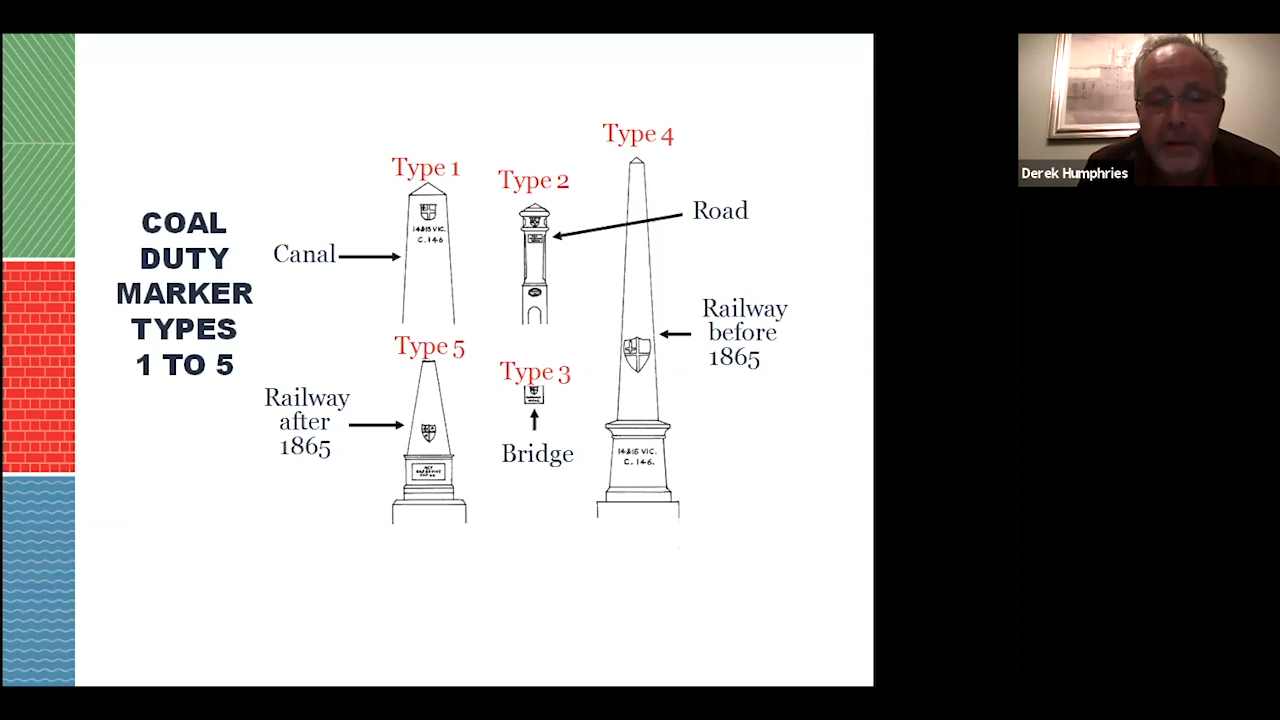 COAL
DUTY
MARKER
TYPES
1 TO 5
Type 1
14&15 VIC.
C. 146
Canal
Type 2
Road
Type 4
14&15 VIC.
C. 146.
Railway
before
1865
Type 5
Railway
after
1865
ACT
Type 3
Bridge
Derek Humphries